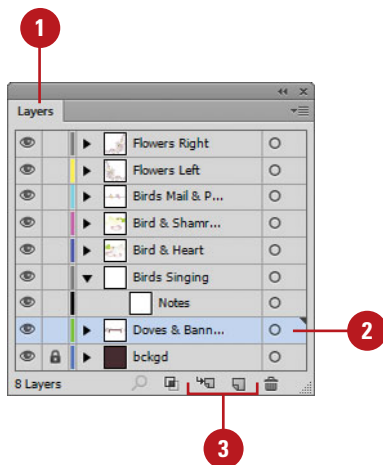 1
Layers
Flowers Right
Flowers Left
Birds Mail & P...
Bird & Shamr...
Bird & Heart
Birds Singing
Notes
Doves & Bann...
2
bckgd
8 Layers
3